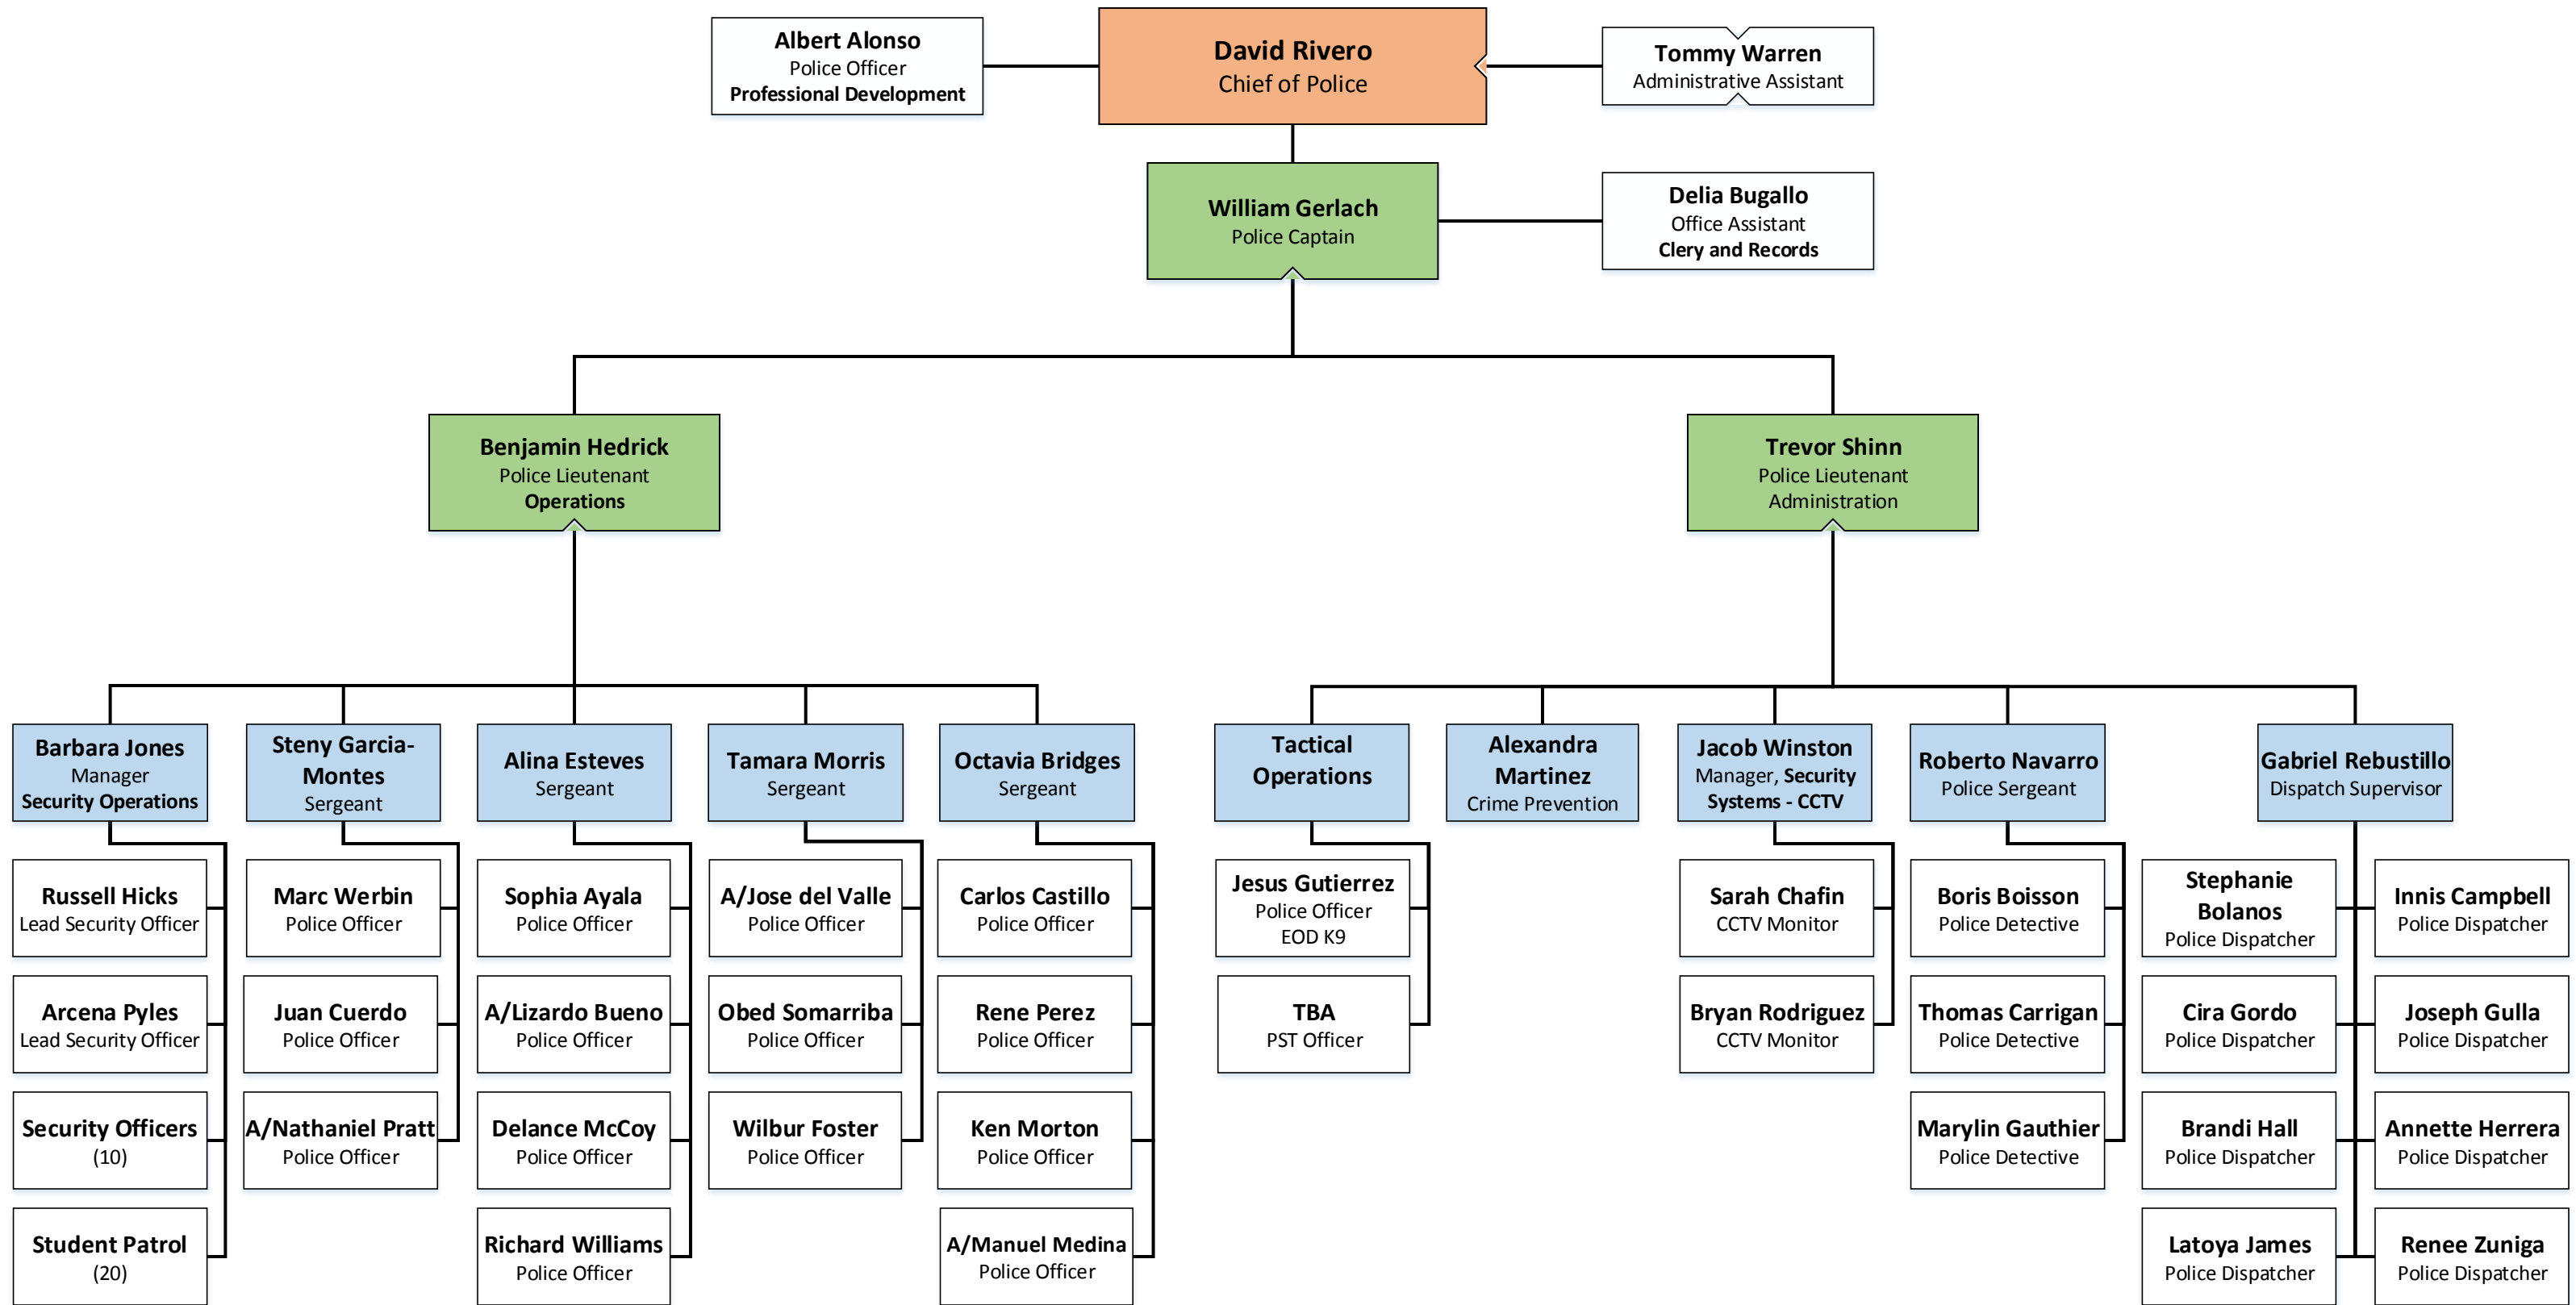 Albert Alonso
Police Officer
Professional Development
David Rivero
Chief of Police
Tommy Warren
Administrative Assistant
William Gerlach
Police Captain
Delia Bugallo
Office Assistant
Clery and Records
Benjamin Hedrick
Police Lieutenant
Operations
Trevor Shinn
Police Lieutenant
Administration
Barbara Jones
Manager
Security Operations
Steny Garcia-
Montes
Sergeant
Alina Esteves
Sergeant
Tamara Morris
Sergeant
Octavia Bridges
Sergeant
Tactical
Operations
Alexandra
Martinez
Crime Prevention
Jacob Winston
Manager, Security
Systems - CCTV
Roberto Navarro
Police Sergeant
Gabriel Rebustillo
Dispatch Supervisor
Russell Hicks
Lead Security Officer
Marc Werbin
Police Officer
Sophia Ayala
Police Officer
A/Jose del Valle
Police Officer
Carlos Castillo
Police Officer
Jesus Gutierrez
Police Officer
EOD K9
Sarah Chafin
CCTV Monitor
Boris Boisson
Police Detective
Stephanie
Bolanos
Police Dispatcher
Innis Campbell
Police Dispatcher
Arcena Pyles
Lead Security Officer
Juan Cuerdo
Police Officer
A/Lizardo Bueno
Police Officer
Obed Somarriba
Police Officer
Rene Perez
Police Officer
TBA
PST Officer
Bryan Rodriguez
CCTV Monitor
Thomas Carrigan
Police Detective
Cira Gordo
Police Dispatcher
Joseph Gulla
Police Dispatcher
Security Officers
(10)
A/Nathaniel Pratt
Police Officer
Delance McCoy
Police Officer
Wilbur Foster
Police Officer
Ken Morton
Police Officer
Marylin Gauthier
Police Detective
Brandi Hall
Police Dispatcher
Annette Herrera
Police Dispatcher
Student Patrol
(20)
Richard Williams
Police Officer
A/Manuel Medina
Police Officer
Latoya James
Police Dispatcher
Renee Zuniga
Police Dispatcher